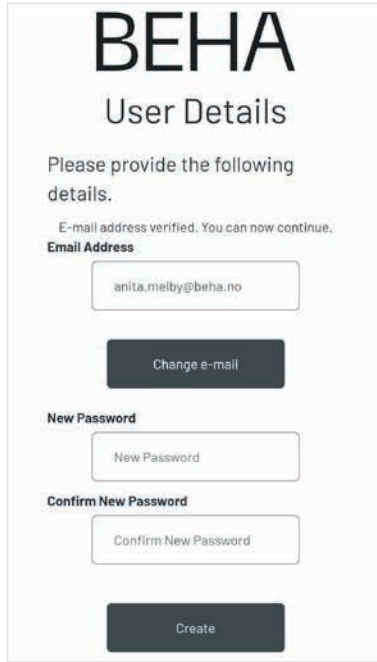 BEHA
User Details
Please provide the following
details.
E-mail address verified. You can now continue.
Email Address
anita.melby@beha.no
Change e-mail
New Password
New Password
Confirm New Password
Confirm New Password
Create